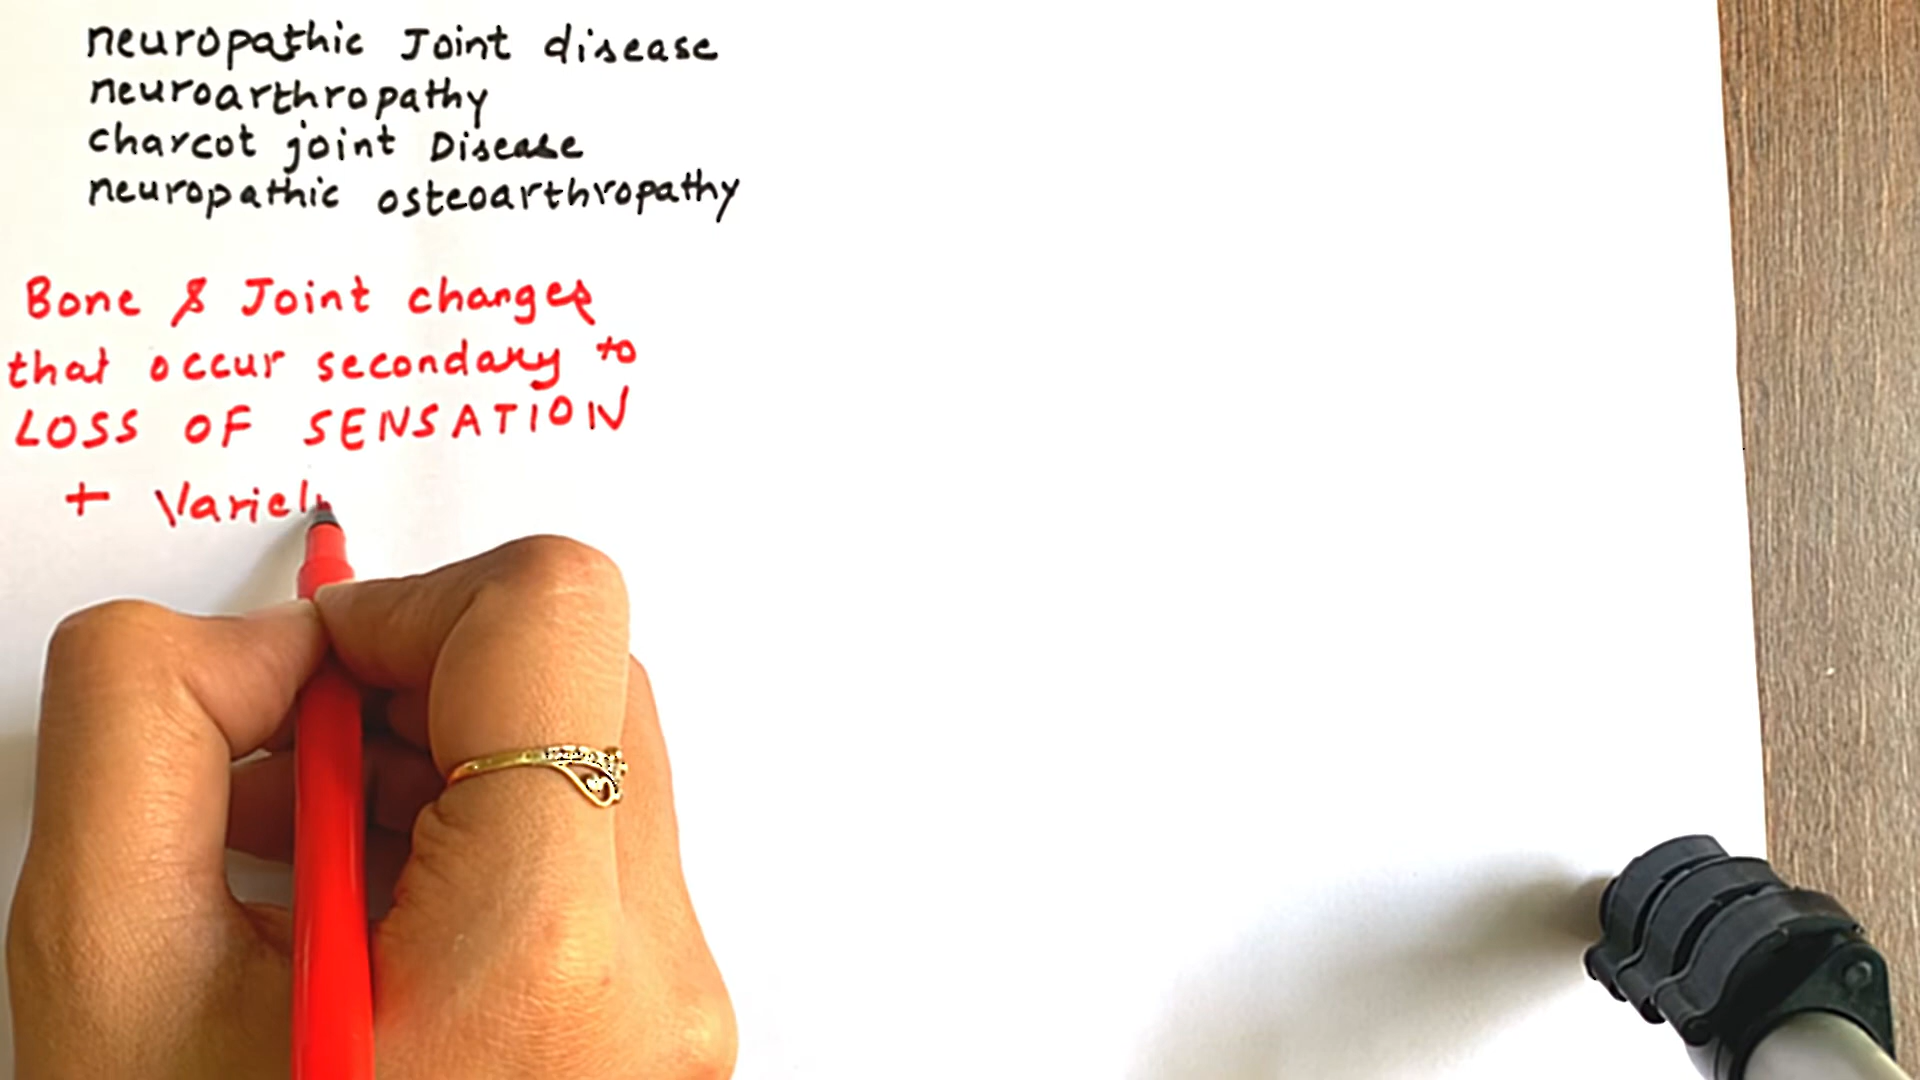 neuropathic Joint disease
neuroarthropathy
charcot joint Disease
neuropathic osteoarthropathy
Bone & Joint changes
that occur secondary to
LOSS OF SENSATION
+